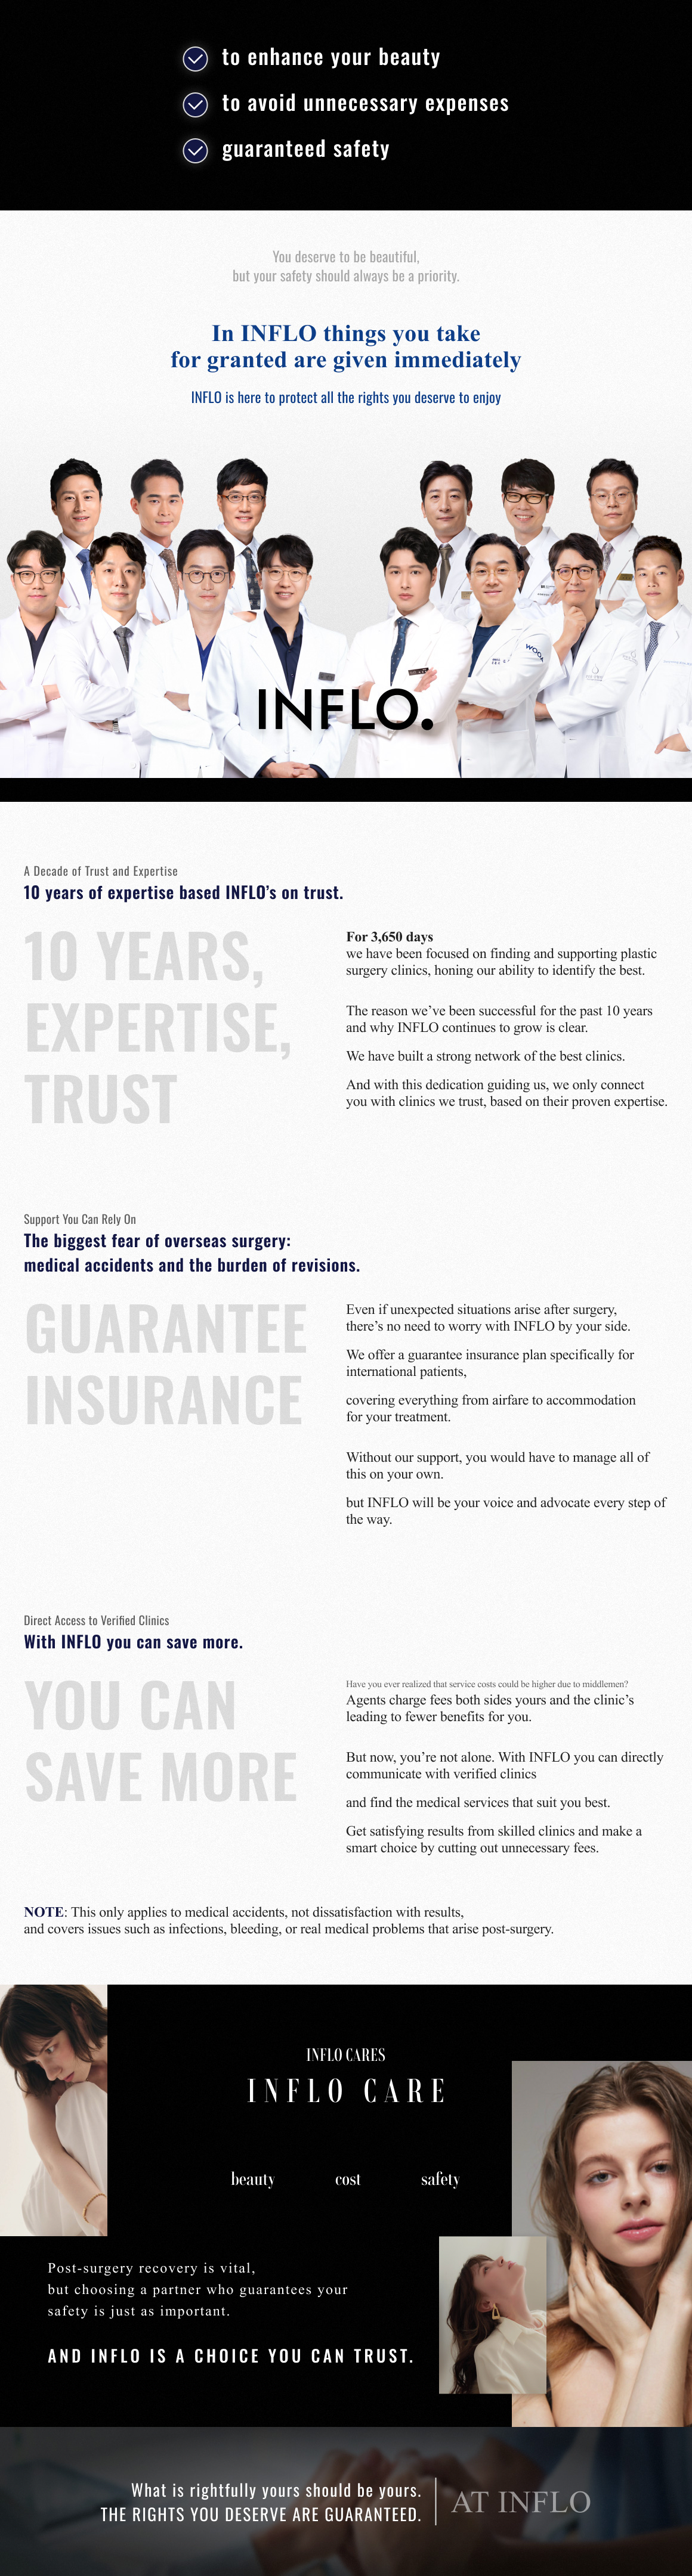 to enhance your beauty
to avoid unnecessary expenses
guaranteed safety
You deserve to be beautiful,
but your safety should always be a priority.
In INFLO things you take
for granted are given immediately
INFLO is here to protect all the rights you deserve to enjoy
WOOA
INFLO.
A Decade of Trust and Expertise
10 years of expertise based INFLO's on trust.
10 YEARS,
EXPERTISE,
TRUST
For 3,650 days
we have been focused on finding and supporting plastic
surgery clinics, honing our ability to identify the best.
The reason we've been successful for the past 10 years
and why INFLO continues to grow is clear.
We have built a strong network of the best clinics.
And with this dedication guiding us, we only connect
you with clinics we trust, based on their proven expertise.
Support You Can Rely On
The biggest fear of overseas surgery:
medical accidents and the burden of revisions.
GUARANTEE
INSURANCE
Even if unexpected situations arise after surgery,
there's no need to worry with INFLO by your side.
We offer a guarantee insurance plan specifically for
international patients,
covering everything from airfare to accommodation
for your treatment.
Without our support, you would have to manage all of
this on your own.
but INFLO will be your voice and advocate every step of
the way.
Direct Access to Verified Clinics
With INFLO you can save more.
YOU CAN
SAVE MORE
Have you ever realized that service costs could be higher due to middlemen?
Agents charge fees both sides yours and the clinic's
leading to fewer benefits for you.
But now, you're not alone. With INFLO you can directly
communicate with verified clinics
and find the medical services that suit you best.
Get satisfying results from skilled clinics and make a
smart choice by cutting out unnecessary fees.
NOTE: This only applies to medical accidents, not dissatisfaction with results,
and covers issues such as infections, bleeding, or real medical problems that arise post-surgery.
INFLO CARES
INFLO CARE
beauty cost safety
Post-surgery recovery is vital,
but choosing a partner who guarantees your
safety is just as important.
AND INFLO IS A CHOICE YOU CAN TRUST.
What is rightfully yours should be yours.
THE RIGHTS YOU DESERVE ARE GUARANTEED.
AT INFLO